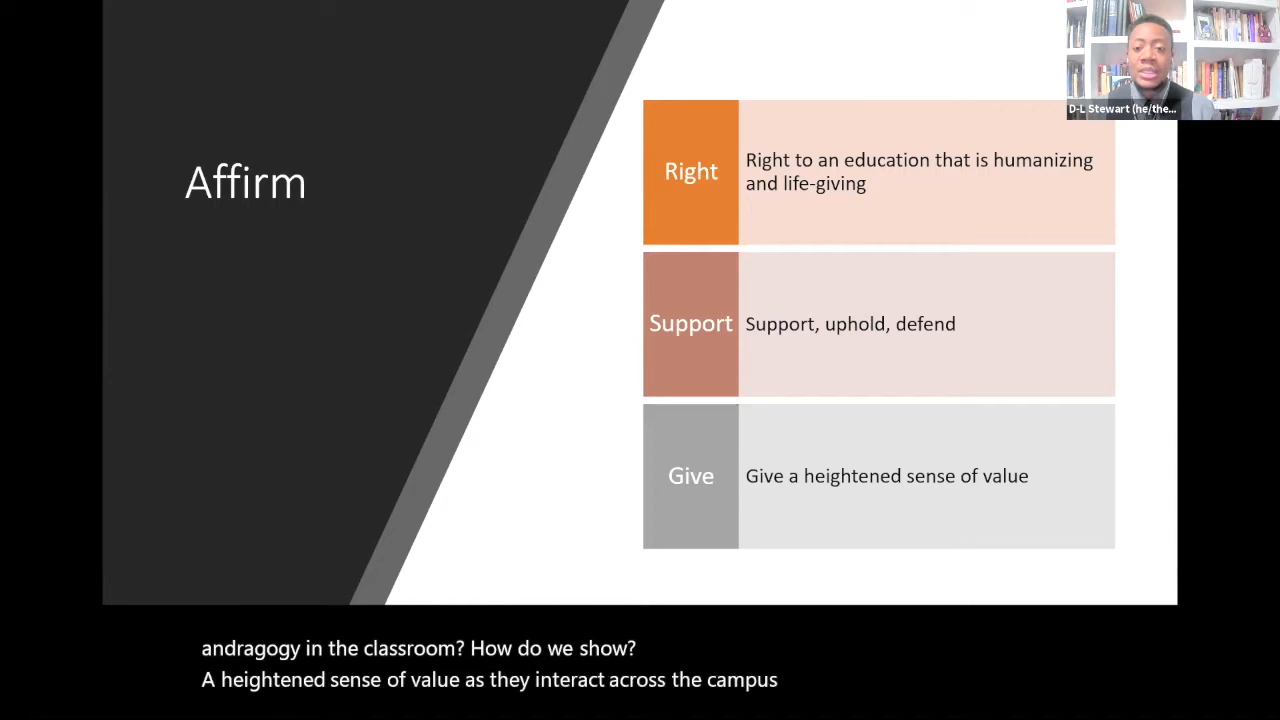 D-L Stewart (he/the...
Affirm
Right
Right to an education that is humanizing
and life-giving
Support
Support, uphold, defend
Give
Give a heightened sense of value
andragogy in the classroom? How do we show?
A heightened sense of value as they interact across the campus